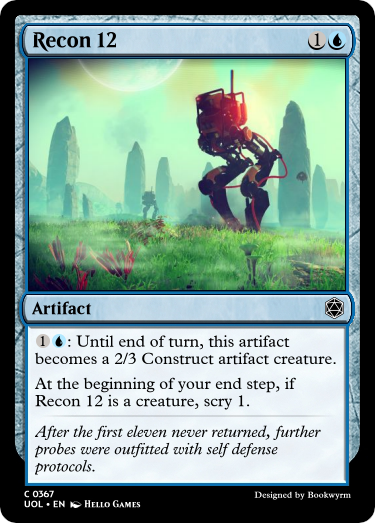 Recon 12 1
Artifact
1: Until end of turn, this artifact
becomes a 2/3 Construct artifact creature.
At the beginning of your end step, if
Recon 12 is a creature, scry 1.
After the first eleven never returned, further
probes were outfitted with self defense
protocols.
C 0367
UOL • EN Hello Games
Designed by Bookwyrm